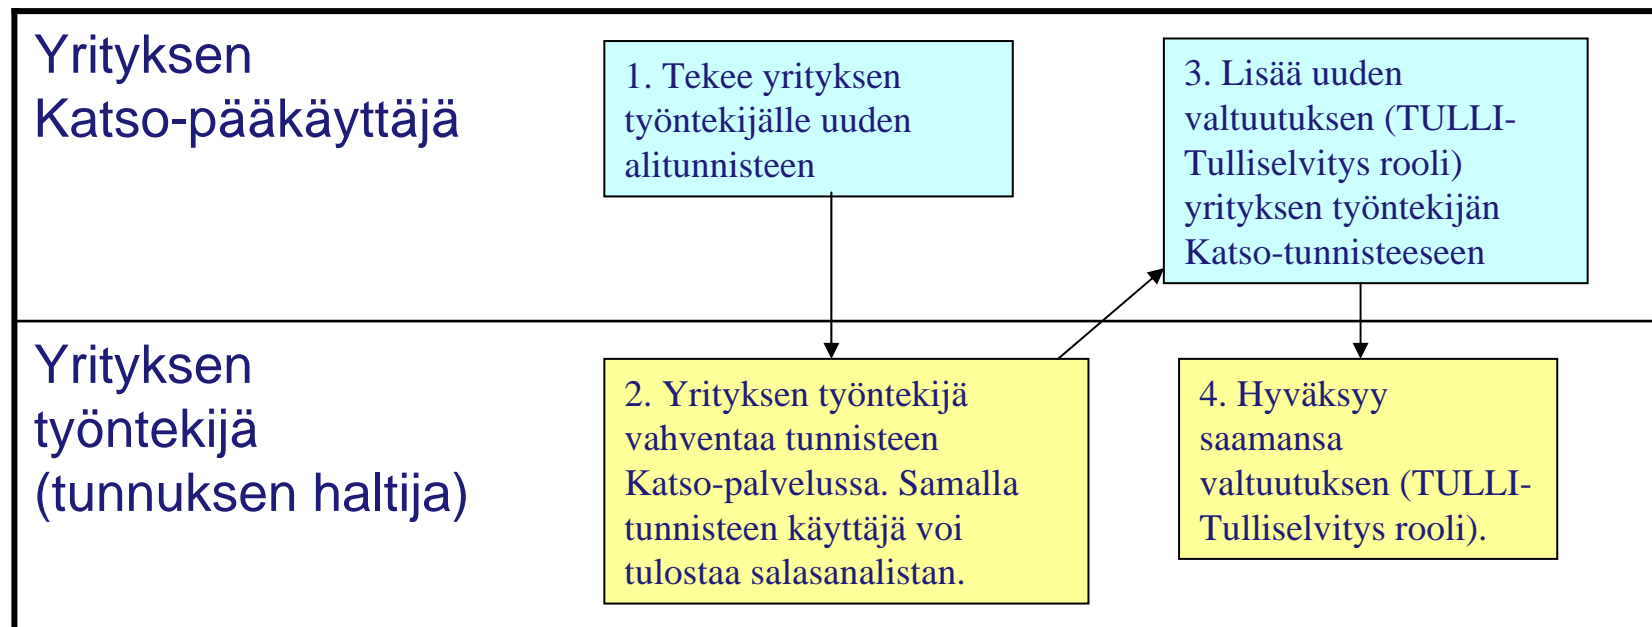 Yrityksen
Katso-pääkäyttäjä
1. Tekee yrityksen
työntekijälle uuden
alitunnisteen
3. Lisää uuden
valtuutuksen (TULLI-
Tulliselvitys rooli)
yrityksen työntekijän
Katso-tunnisteeseen
Yrityksen
työntekijä
(tunnuksen haltija)
2. Yrityksen työntekijä
vahventaa tunnisteen
Katso-palvelussa. Samalla
tunnisteen käyttäjä voi
tulostaa salasanalistan.
4. Hyväksyy
saamansa
valtuutuksen (TULLI-
Tulliselvitys rooli).